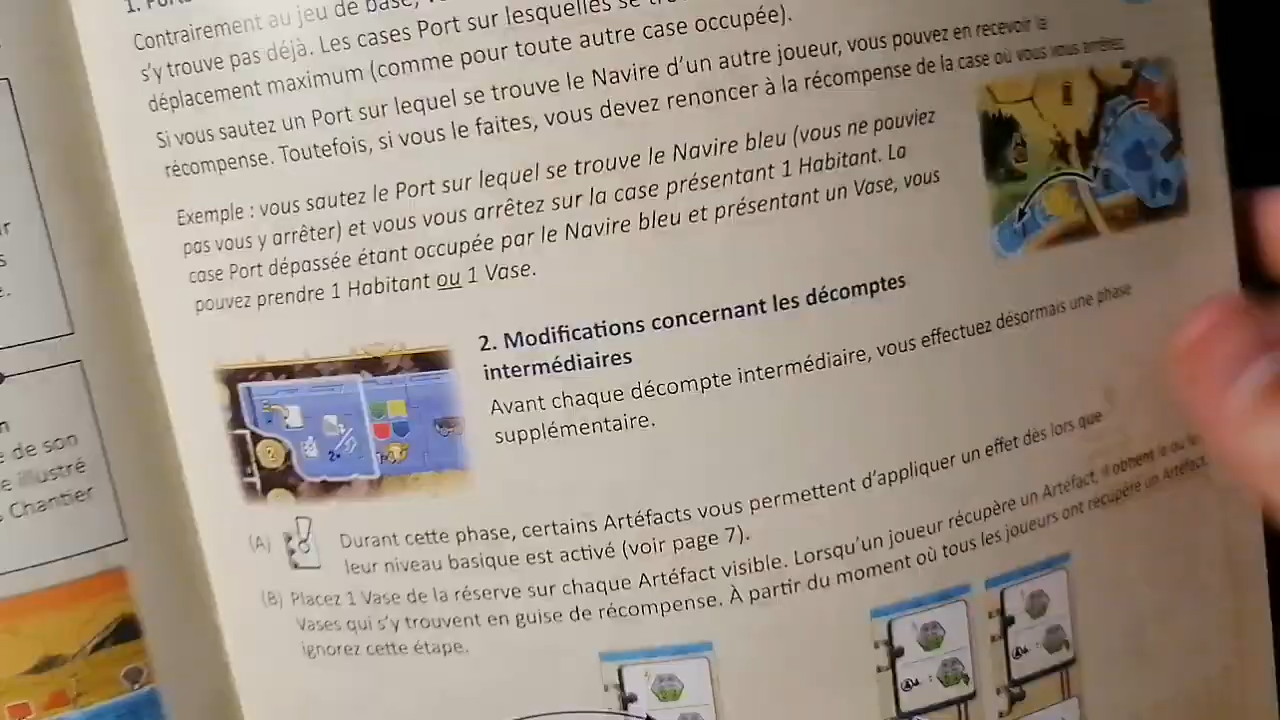 1.
Contrairement au jeu de base,
s'y trouve pas déjà. Les cases Port sur lesquelles se
déplacement maximum (comme pour toute autre case occupée).
Si vous sautez un Port sur lequel se trouve le Navire d'un autre joueur, vous pouvez en recevoir la
récompense. Toutefois, si vous le faites, vous devez renoncer à la récompense de la case où vous vous arrêtez.
Exemple : vous sautez le Port sur lequel se trouve le Navire bleu (vous ne pouviez
pas vous y arrêter) et vous vous arrêtez sur la case présentant 1 Habitant. La
case Port dépassée étant occupée par le Navire bleu et présentant un Vase, vous
pouvez prendre 1 Habitant ou 1 Vase.
2. Modifications concernant les décomptes
intermédiaires
Avant chaque décompte intermédiaire, vous effectuez désormais une phase
supplémentaire.
(A) Durant cette phase, certains Artéfacts vous permettent d'appliquer un effet dès lors que
leur niveau basique est activé (voir page 7).
(B) Placez 1 Vase de la réserve sur chaque Artéfact visible. Lorsqu'un joueur récupère un Artéfact, il obtient le ou les
Vases qui s'y trouvent en guise de récompense. À partir du moment où tous les joueurs ont récupéré un Artéfact,
ignorez cette étape.
de son
illustré
Chantier